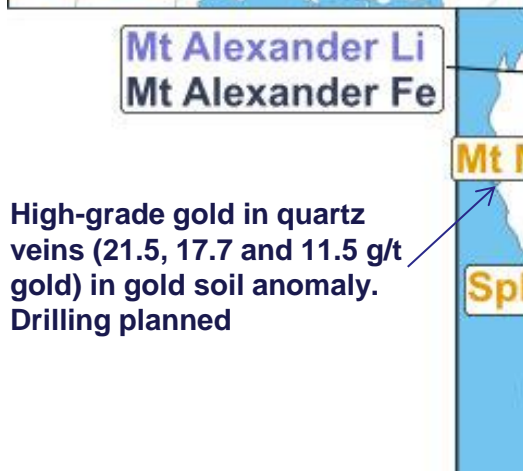 Mt Alexander Li
Mt Alexander Fe
Mt
High-grade gold in quartz
veins (21.5, 17.7 and 11.5 g/t
gold) in gold soil anomaly.
Drilling planned